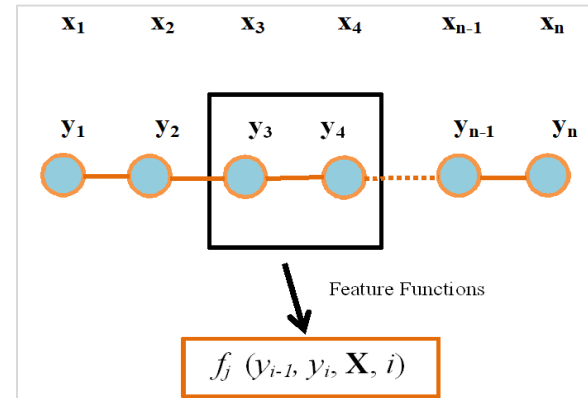 x₁ x₂ x₃ x₄ xₙ₋₁ xₙ
y₁ y₂ y₃ y₄ yₙ₋₁ yₙ
Feature Functions
fⱼ (yᵢ₋₁, yᵢ, X, i)